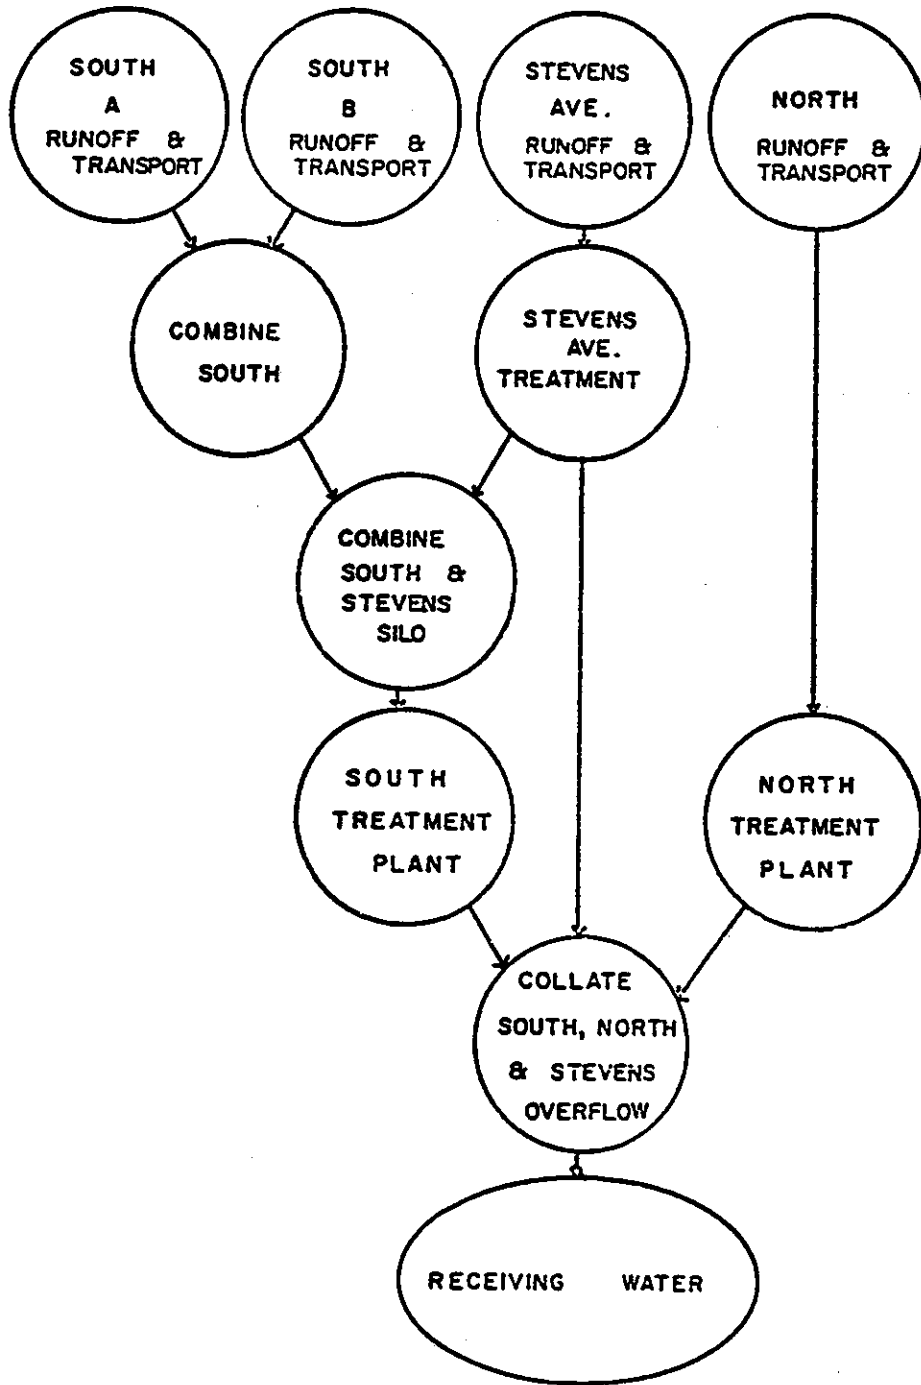 SOUTH
A
RUNOFF &
TRANSPORT
SOUTH
B
RUNOFF &
TRANSPORT
STEVENS
AVE.
RUNOFF &
TRANSPORT
NORTH
RUNOFF &
TRANSPORT
COMBINE
SOUTH
STEVENS
AVE.
TREATMENT
COMBINE
SOUTH &
STEVENS
SILO
SOUTH
TREATMENT
PLANT
NORTH
TREATMENT
PLANT
COLLATE
SOUTH, NORTH
& STEVENS
OVERFLOW
RECEIVING WATER